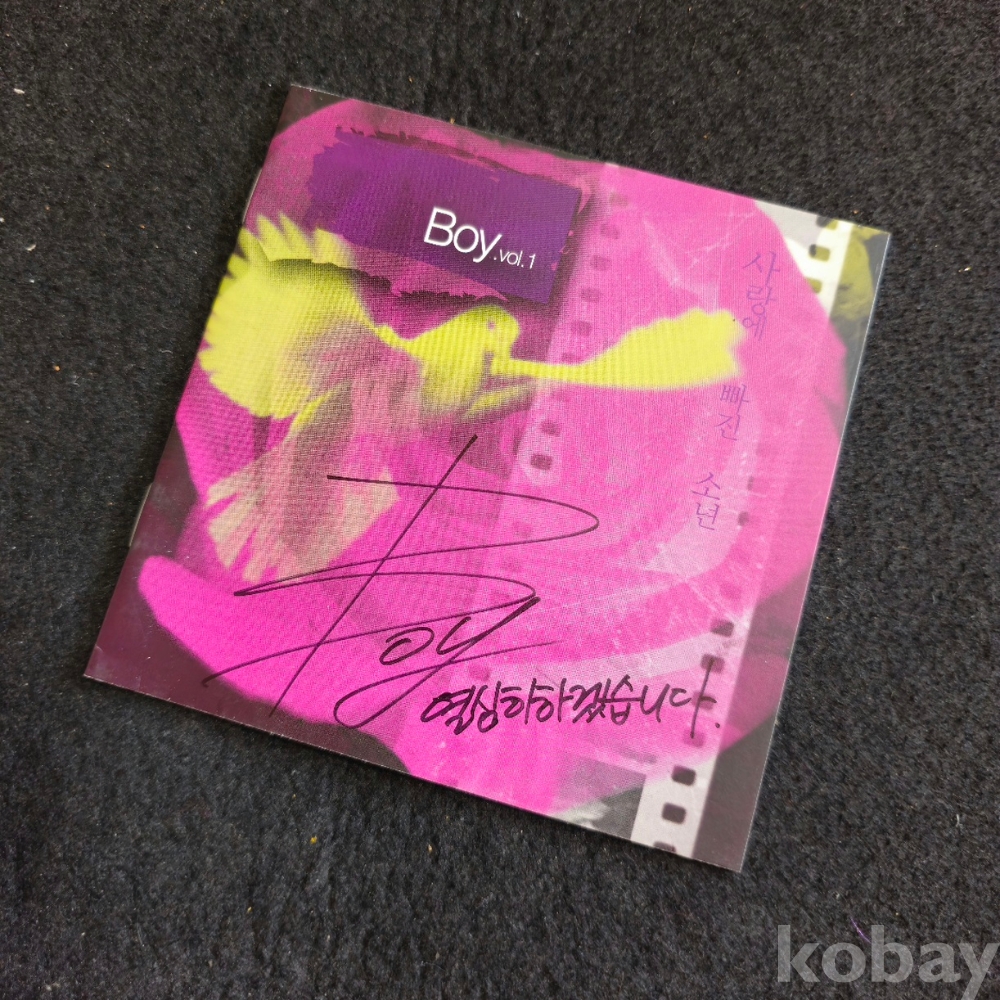 Boy.vol.1
사랑에 빠진 소년
Boy
열심히하겠습니다.
kobay